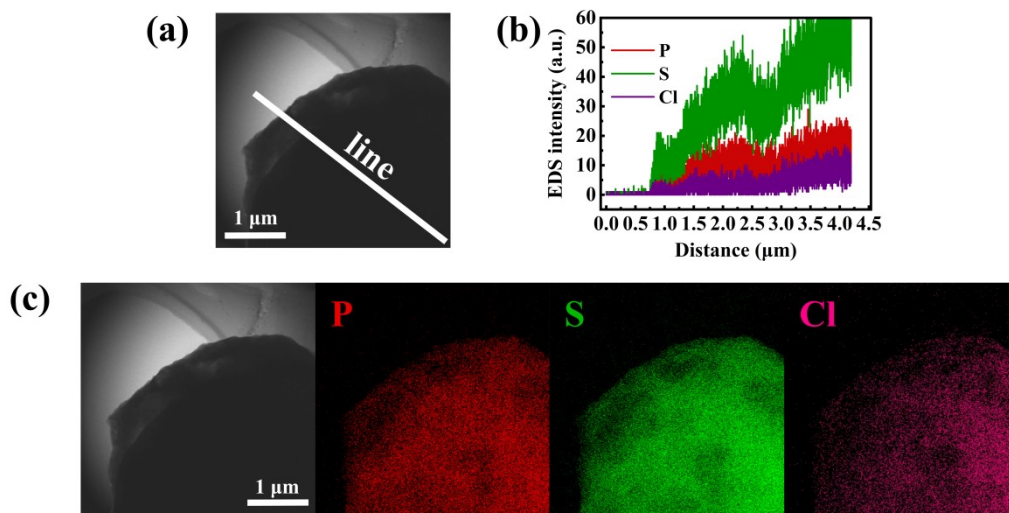 (a)
line
1 μm
(b)
60
50
40
30
20
10
0
EDS intensity (a.u.)
P
S
Cl
0.0 0.5 1.0 1.5 2.0 2.5 3.0 3.5 4.0 4.5
Distance (μm)
(c)
1 μm
P
S
Cl